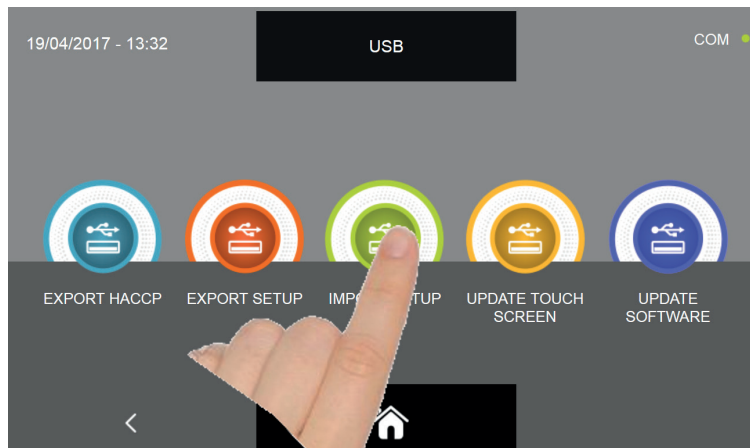 19/04/2017 - 13:32
USB
COM
EXPORT HACCP
EXPORT SETUP
UPDATE TOUCH
SCREEN
UPDATE
SOFTWARE